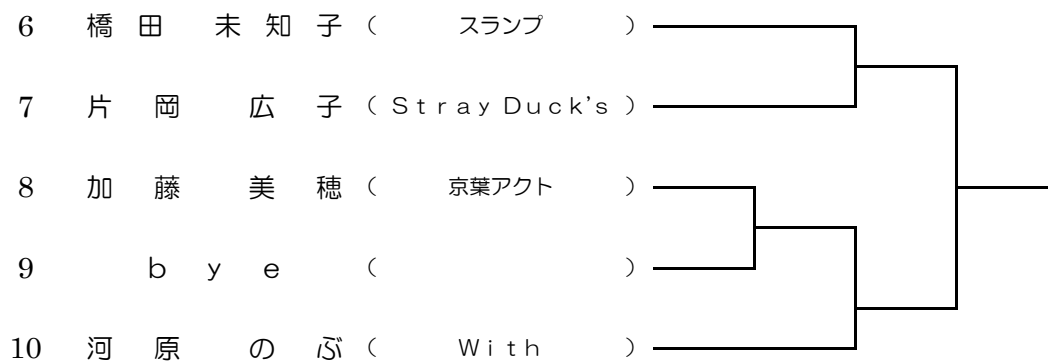 6 橋田 未知子 ( スランプ )
7 片岡 広子 ( Stray Duck's )
8 加藤 美穂 ( 京葉アクト )
9 bye ( )
10 河原 のぶ ( With )